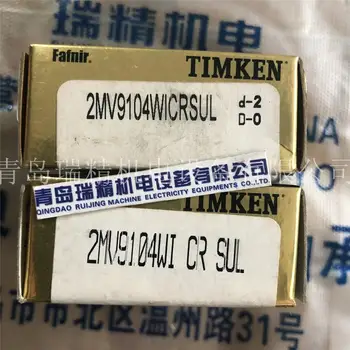 瑞精机电
Fafnir.
TIMKEN
2MV9104WICRSUL
d-2
D-0
青岛瑞精机电设备有限公司
QINGDAO RUIJING MACHINE ELECTRICITY EQUIPMENTS CO.,LTD
TIMKEN
2MV9104WI CR SUL
市市北区温州路31号